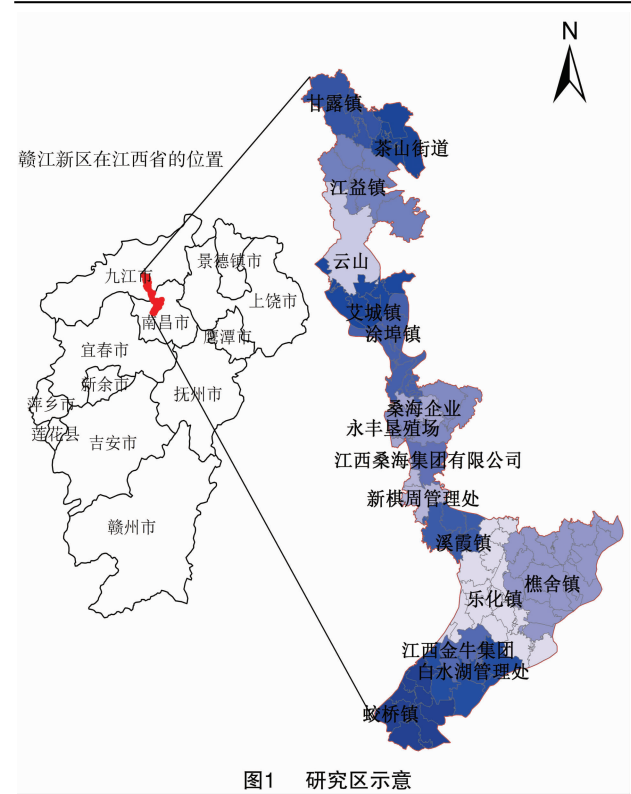 N
甘露镇
茶山街道
赣江新区在江西省的位置
江益镇
云山
景德镇市
九江市
上饶市
艾城镇
南昌市
涂埠镇
鹰潭市
宜春市
新余市
抚州市
萍乡市
桑海企业
永丰垦殖场
莲花县
吉安市
江西桑海集团有限公司
新棋周管理处
赣州市
溪霞镇
樵舍镇
乐化镇
江西金牛集团
白水湖管理处
蛟桥镇
图1 研究区示意